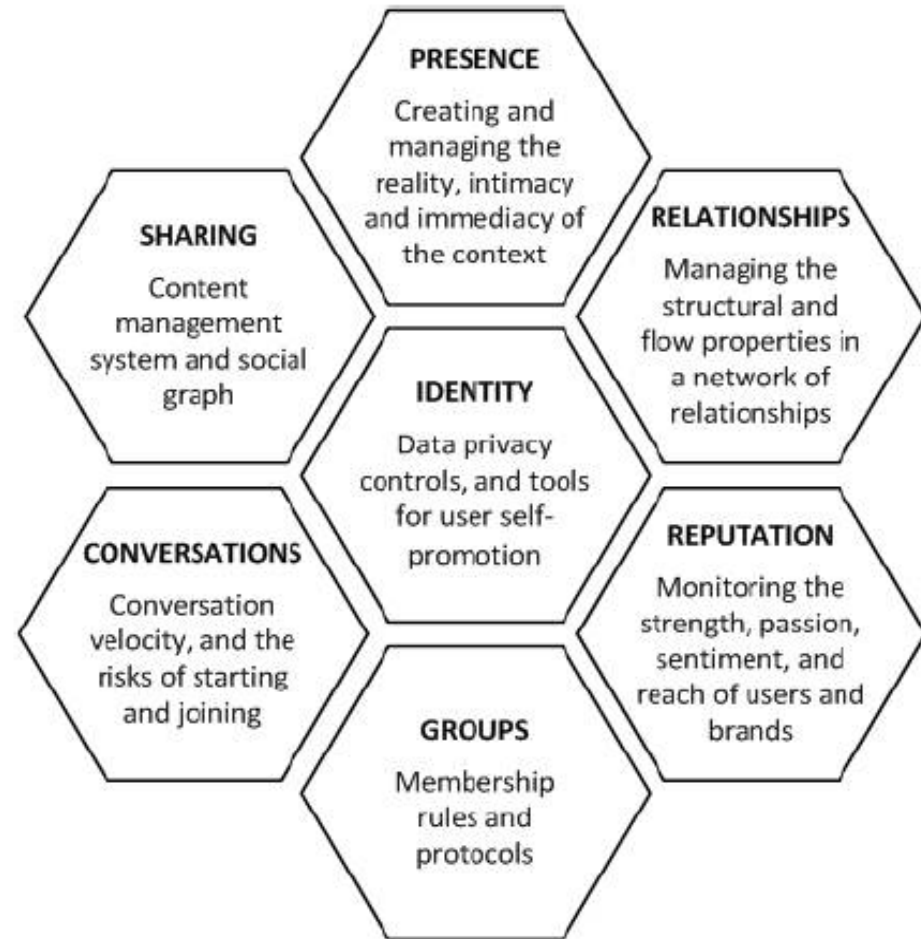 PRESENCE
Creating and
managing the
reality, intimacy
and immediacy of
the context
SHARING
Content
management
system and social
graph
RELATIONSHIPS
Managing the
structural and
flow properties in
a network of
relationships
IDENTITY
Data privacy
controls, and tools
for user self-
promotion
CONVERSATIONS
Conversation
velocity, and the
risks of starting
and joining
REPUTATION
Monitoring the
strength, passion,
sentiment, and
reach of users and
brands
GROUPS
Membership
rules and
protocols